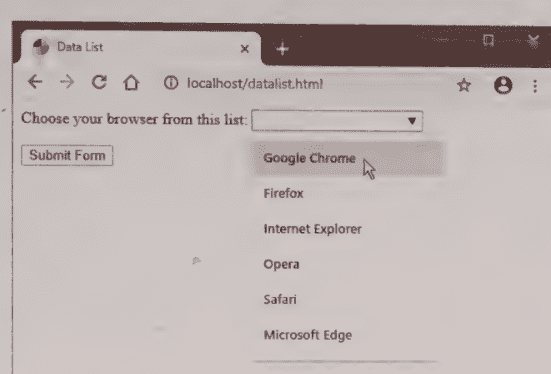 Data List
localhost/datalist.html
Choose your browser from this list:
Submit Form
Google Chrome
Firefox
Internet Explorer
Opera
Safari
Microsoft Edge